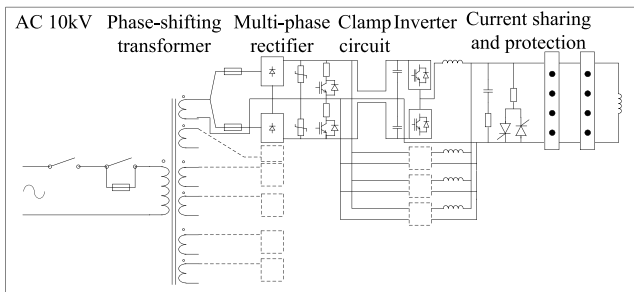 AC 10kV
Phase-shifting
transformer
Multi-phase
rectifier
Clamp
circuit
Inverter
Current sharing
and protection